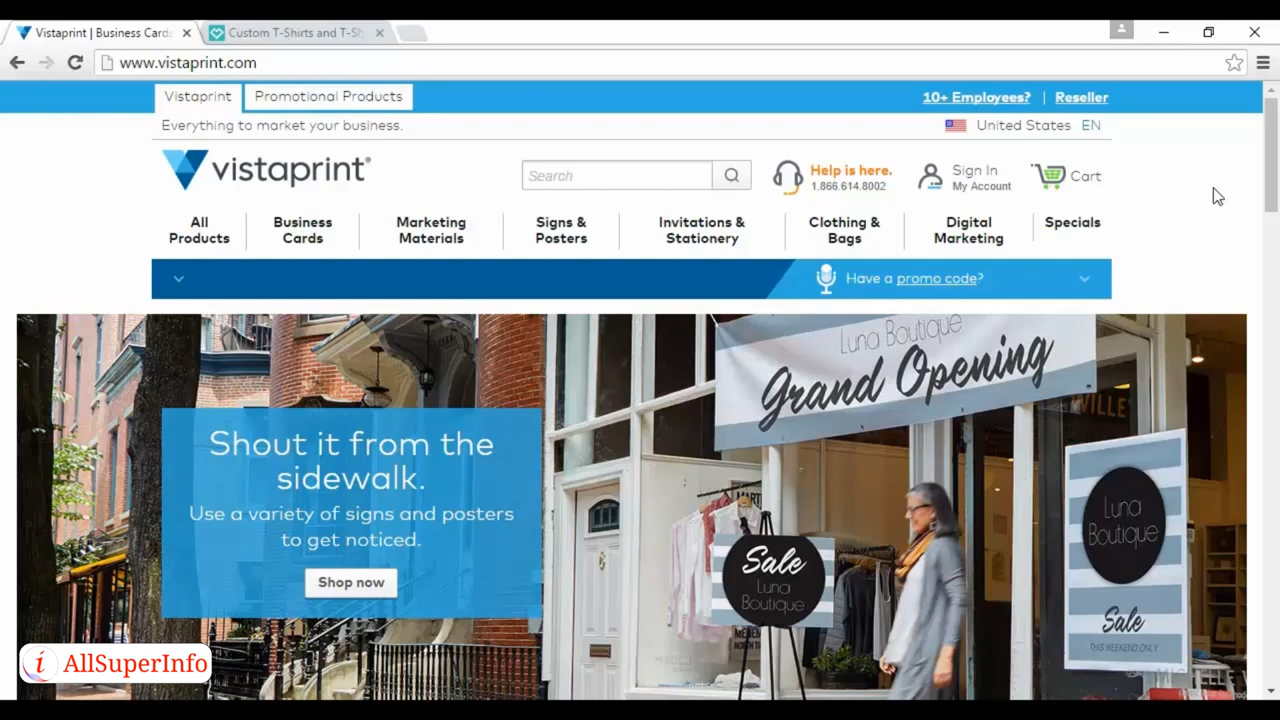 Vistaprint | Business Card
Custom T-Shirts and T-Sh
www.vistaprint.com
Vistaprint
Promotional Products
10+ Employees? | Reseller
Everything to market your business.
United States EN
vistaprint®
Search
Help is here.
1.866.614.8002
Sign In
My Account
Cart
All
Products
Business
Cards
Marketing
Materials
Signs &
Posters
Invitations &
Stationery
Clothing &
Bags
Digital
Marketing
Specials
Have a promo code?
Luna Boutique
Grand Opening
Shout it from the
sidewalk.
Use a variety of signs and posters
to get noticed.
Shop now
Sale
Luna
Boutique
Luna
Boutique
Sale
THIS WEEKEND ONLY
i AllSuperInfo